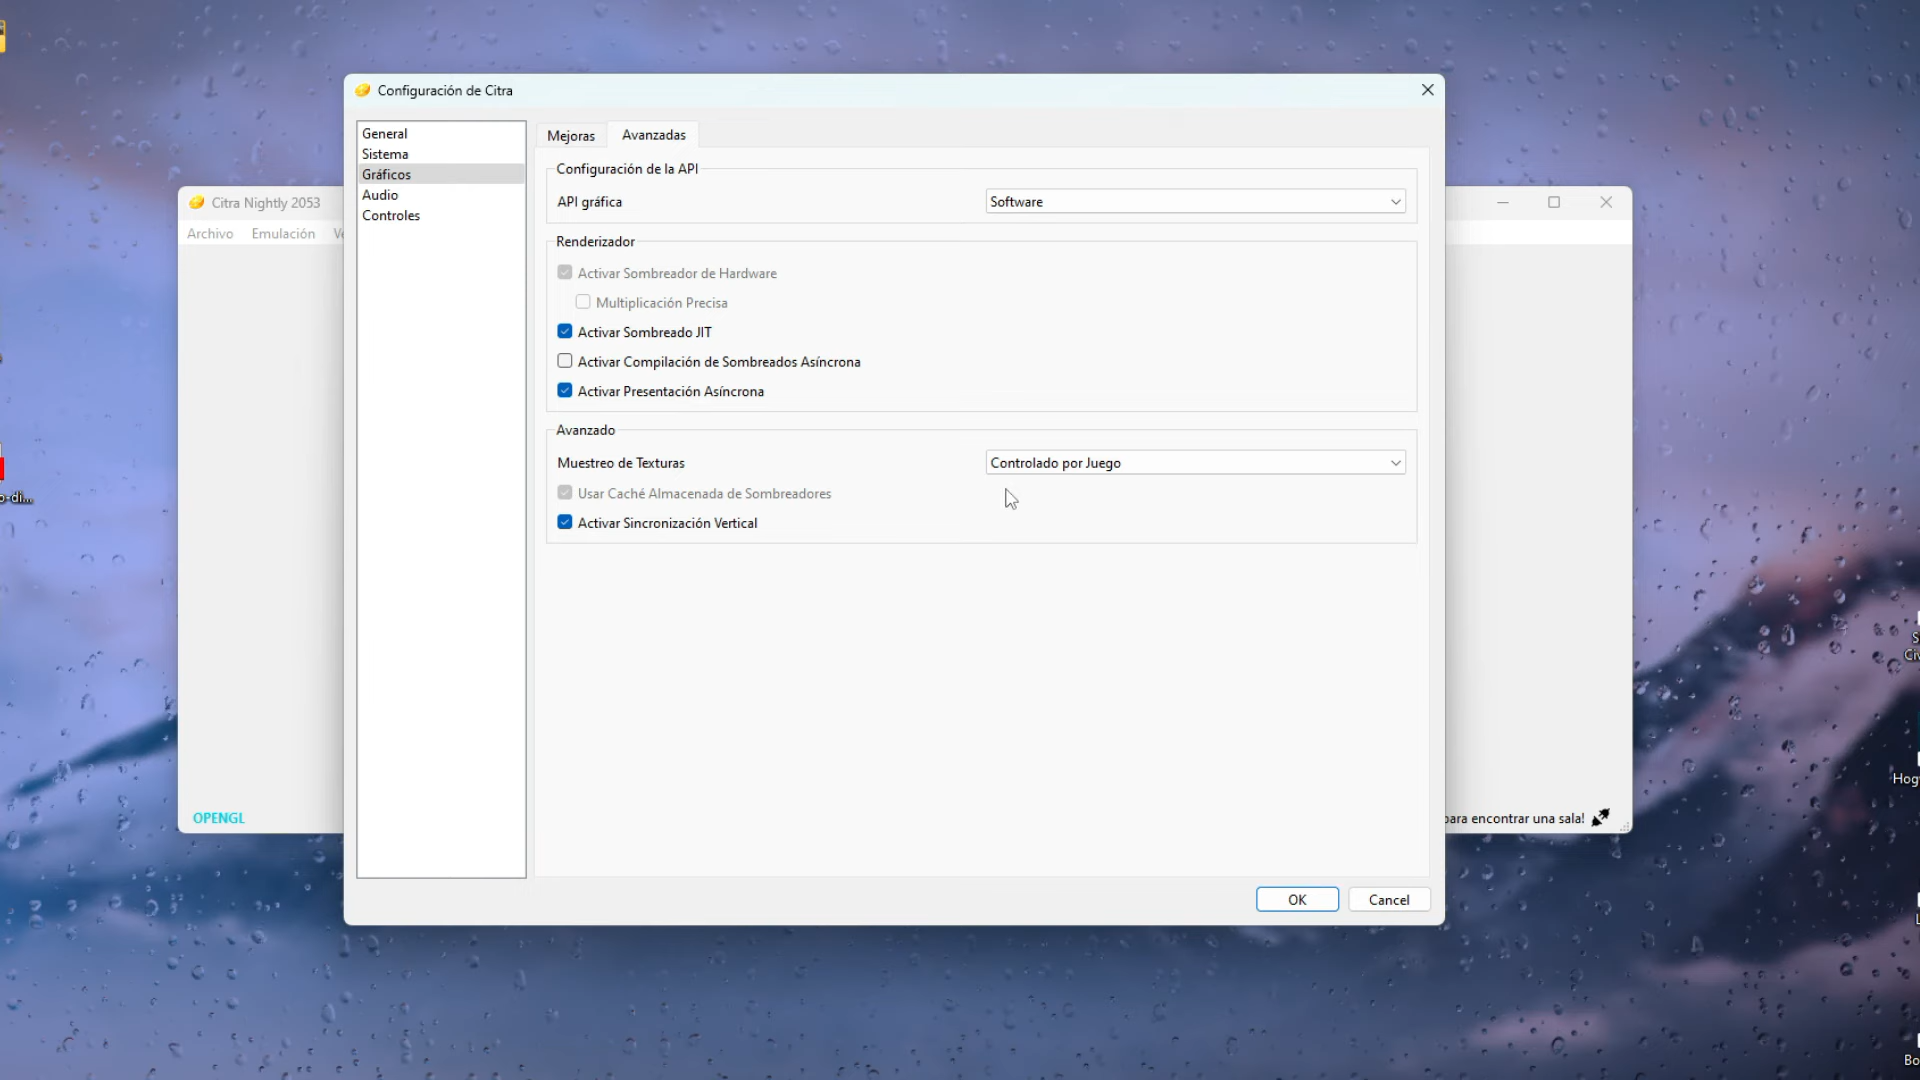 Configuración de Citra
General
Sistema
Gráficos
Audio
Controles
Mejoras
Avanzadas
Configuración de la API
API gráfica
Software
Renderizador
Activar Sombreador de Hardware
Multiplicación Precisa
Activar Sombreado JIT
Activar Compilación de Sombreados Asíncrona
Activar Presentación Asíncrona
Avanzado
Muestreo de Texturas
Controlado por Juego
Usar Caché Almacenada de Sombreadores
Activar Sincronización Vertical
OK
Cancel
Citra Nightly 2053
Archivo
Emulación
OPENGL
para encontrar una sala!
o-di...
Hog
Bo